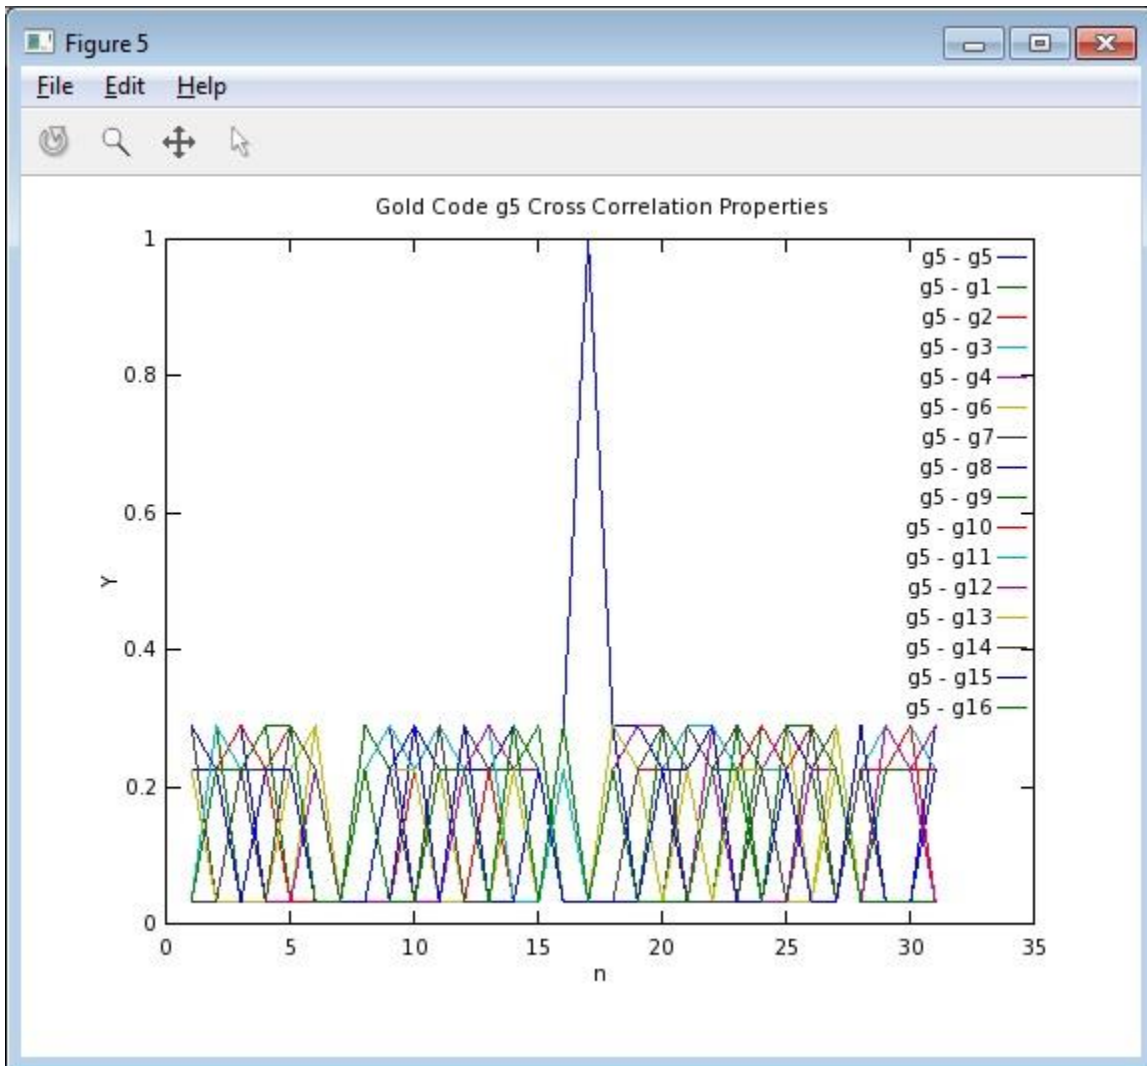 Figure 5
File Edit Help
Gold Code g5 Cross Correlation Properties
1
0.8
0.6
0.4
0.2
0
Y
g5 - g5
g5 - g1
g5 - g2
g5 - g3
g5 - g4
g5 - g6
g5 - g7
g5 - g8
g5 - g9
g5 - g10
g5 - g11
g5 - g12
g5 - g13
g5 - g14
g5 - g15
g5 - g16
0 5 10 15 20 25 30 35
n